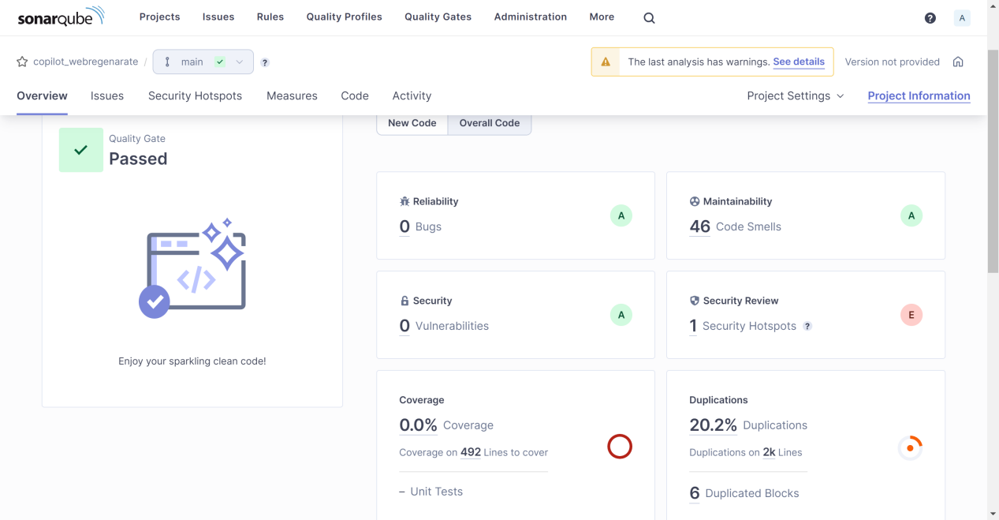 sonarqube
Projects Issues Rules Quality Profiles Quality Gates Administration More
? A
copilot_webregenarate / main ?
The last analysis has warnings. See details
Version not provided
Overview Issues Security Hotspots Measures Code Activity
Project Settings Project Information
New Code Overall Code
Quality Gate
Passed
Enjoy your sparkling clean code!
Reliability
0 Bugs
A
Maintainability
46 Code Smells
A
Security
0 Vulnerabilities
A
Security Review
1 Security Hotspots ?
E
Coverage
0.0% Coverage
Coverage on 492 Lines to cover
– Unit Tests
Duplications
20.2% Duplications
Duplications on 2k Lines
6 Duplicated Blocks